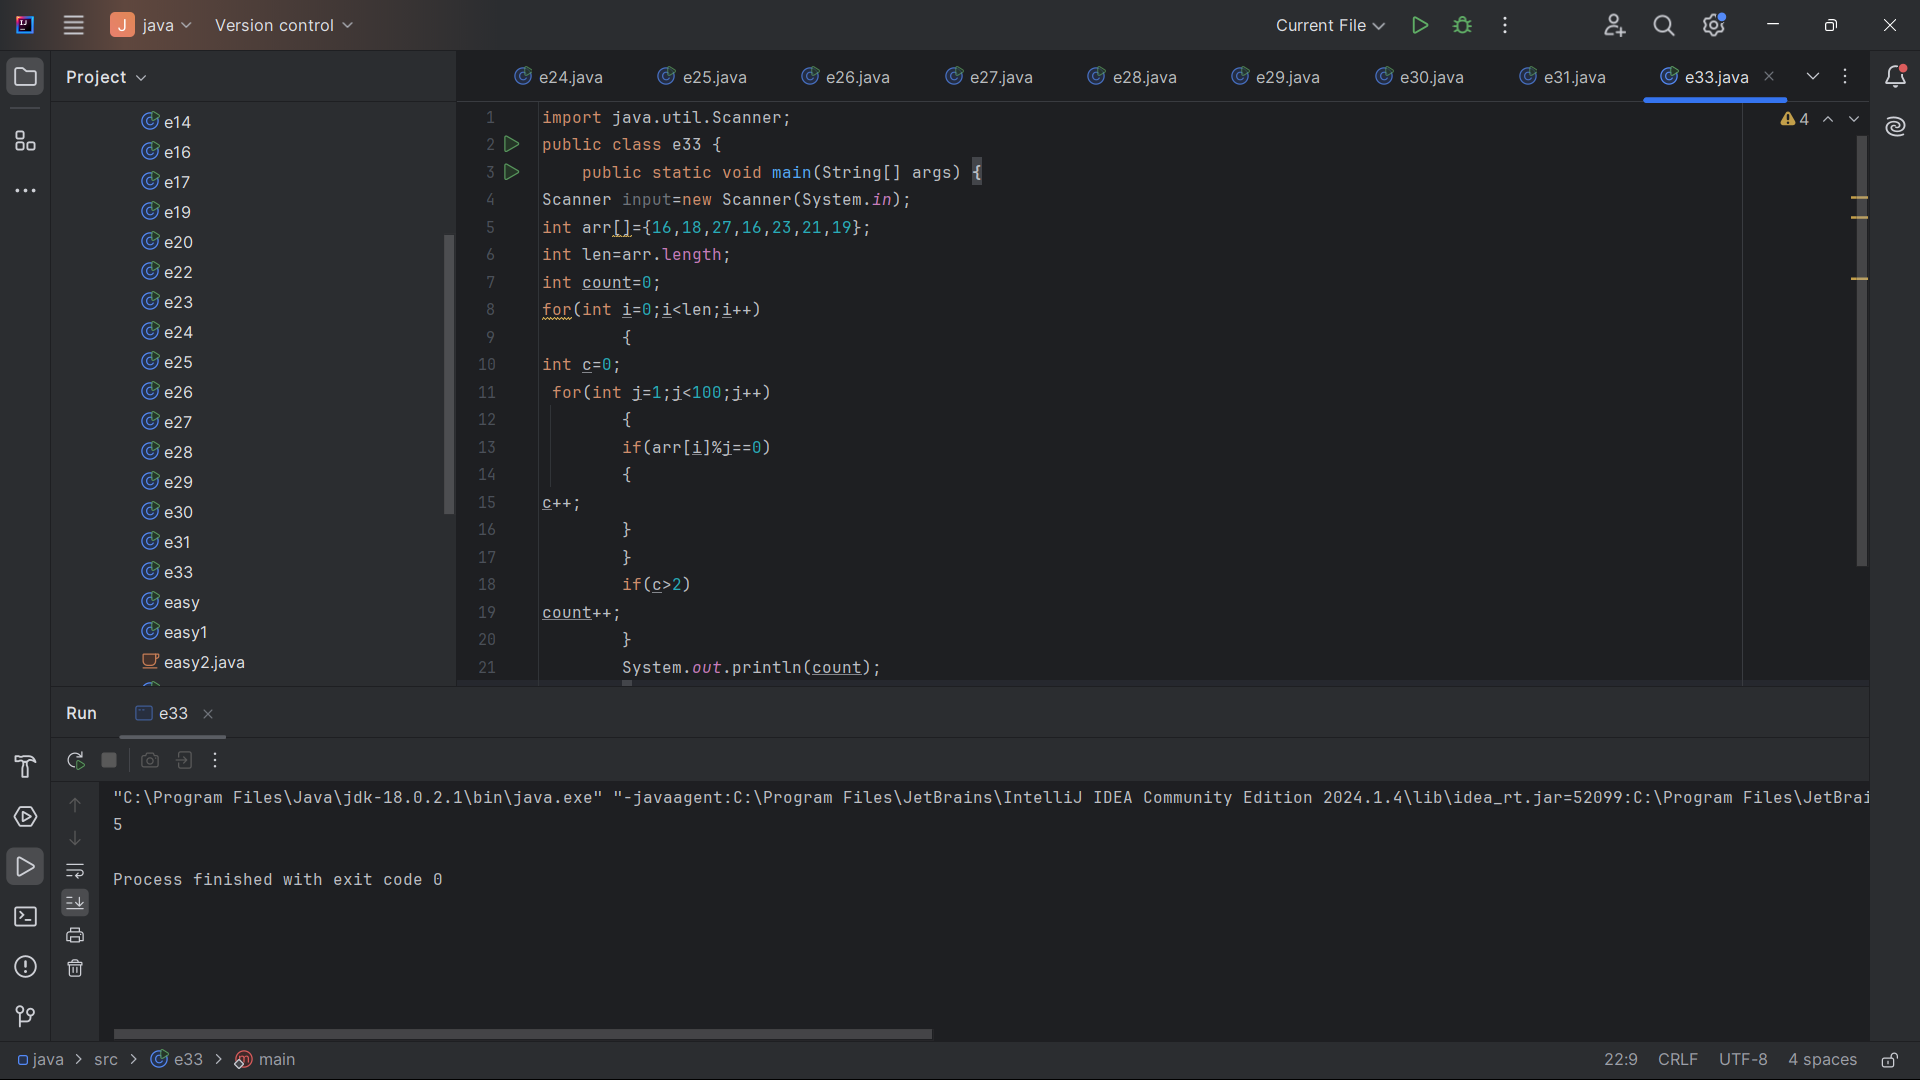 J java Version control Current File
Project
e24.java e25.java e26.java e27.java e28.java e29.java e30.java e31.java e33.java
e14
e16
e17
e19
e20
e22
e23
e24
e25
e26
e27
e28
e29
e30
e31
e33
easy
easy1
easy2.java
4
1 import java.util.Scanner;
2 public class e33 {
3 public static void main(String[] args) {
4 Scanner input=new Scanner(System.in);
5 int arr[]={16,18,27,16,23,21,19};
6 int len=arr.length;
7 int count=0;
8 for(int i=0;i<len;i++)
9 {
10 int c=0;
11 for(int j=1;j<100;j++)
12 {
13 if(arr[i]%j==0)
14 {
15 c++;
16 }
17 }
18 if(c>2)
19 count++;
20 }
21 System.out.println(count);
Run e33
"C:\Program Files\Java\jdk-18.0.2.1\bin\java.exe" "-javaagent:C:\Program Files\JetBrains\IntelliJ IDEA Community Edition 2024.1.4\lib\idea_rt.jar=52099:C:\Program Files\JetBrai
5
Process finished with exit code 0
java > src > e33 > main 22:9 CRLF UTF-8 4 spaces